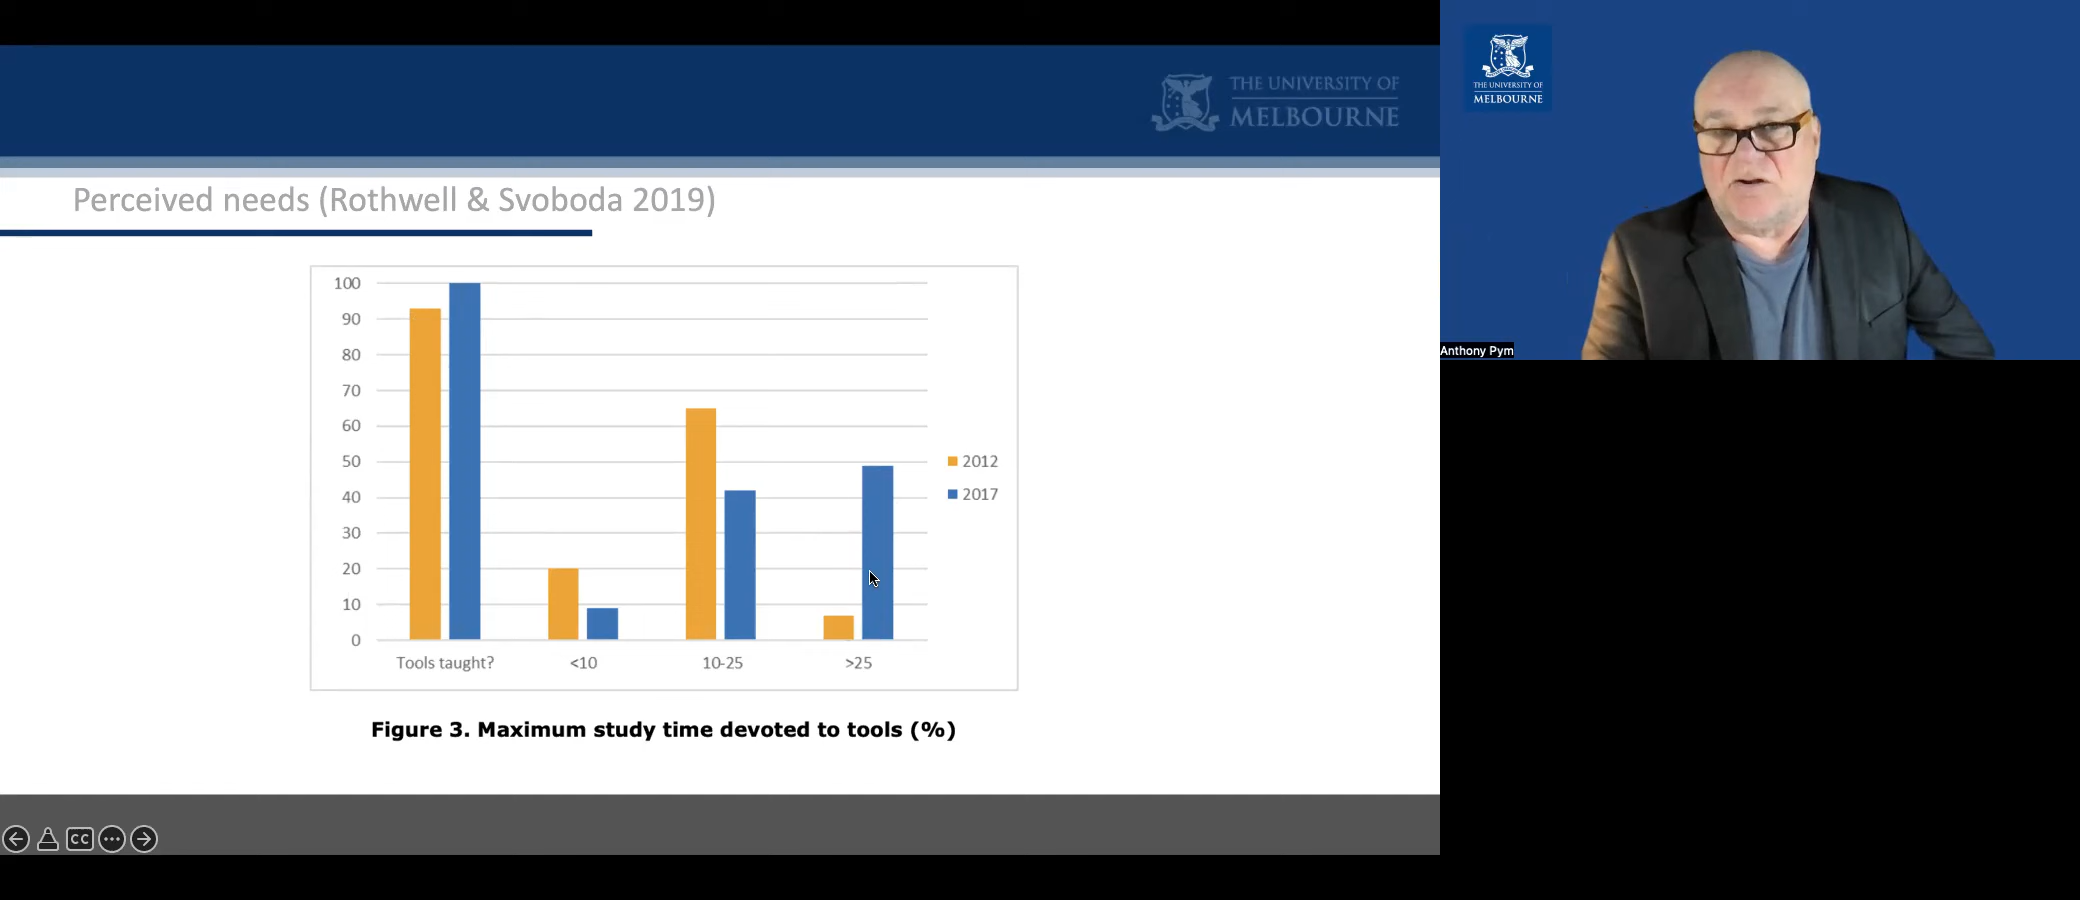 THE UNIVERSITY OF
MELBOURNE
Perceived needs (Rothwell & Svoboda 2019)
100
90
80
70
60
50
40
30
20
10
0
Tools taught? <10 10-25 >25
2012
2017
Figure 3. Maximum study time devoted to tools (%)
CC
THE UNIVERSITY OF
MELBOURNE
Anthony Pym